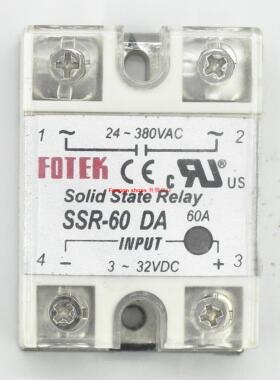 1 ~ 24~380VAC ~ 2
FOTEK CE c RU US
Solid State Relay
SSR-60 DA 60A
INPUT
4 - 3~32VDC + 3